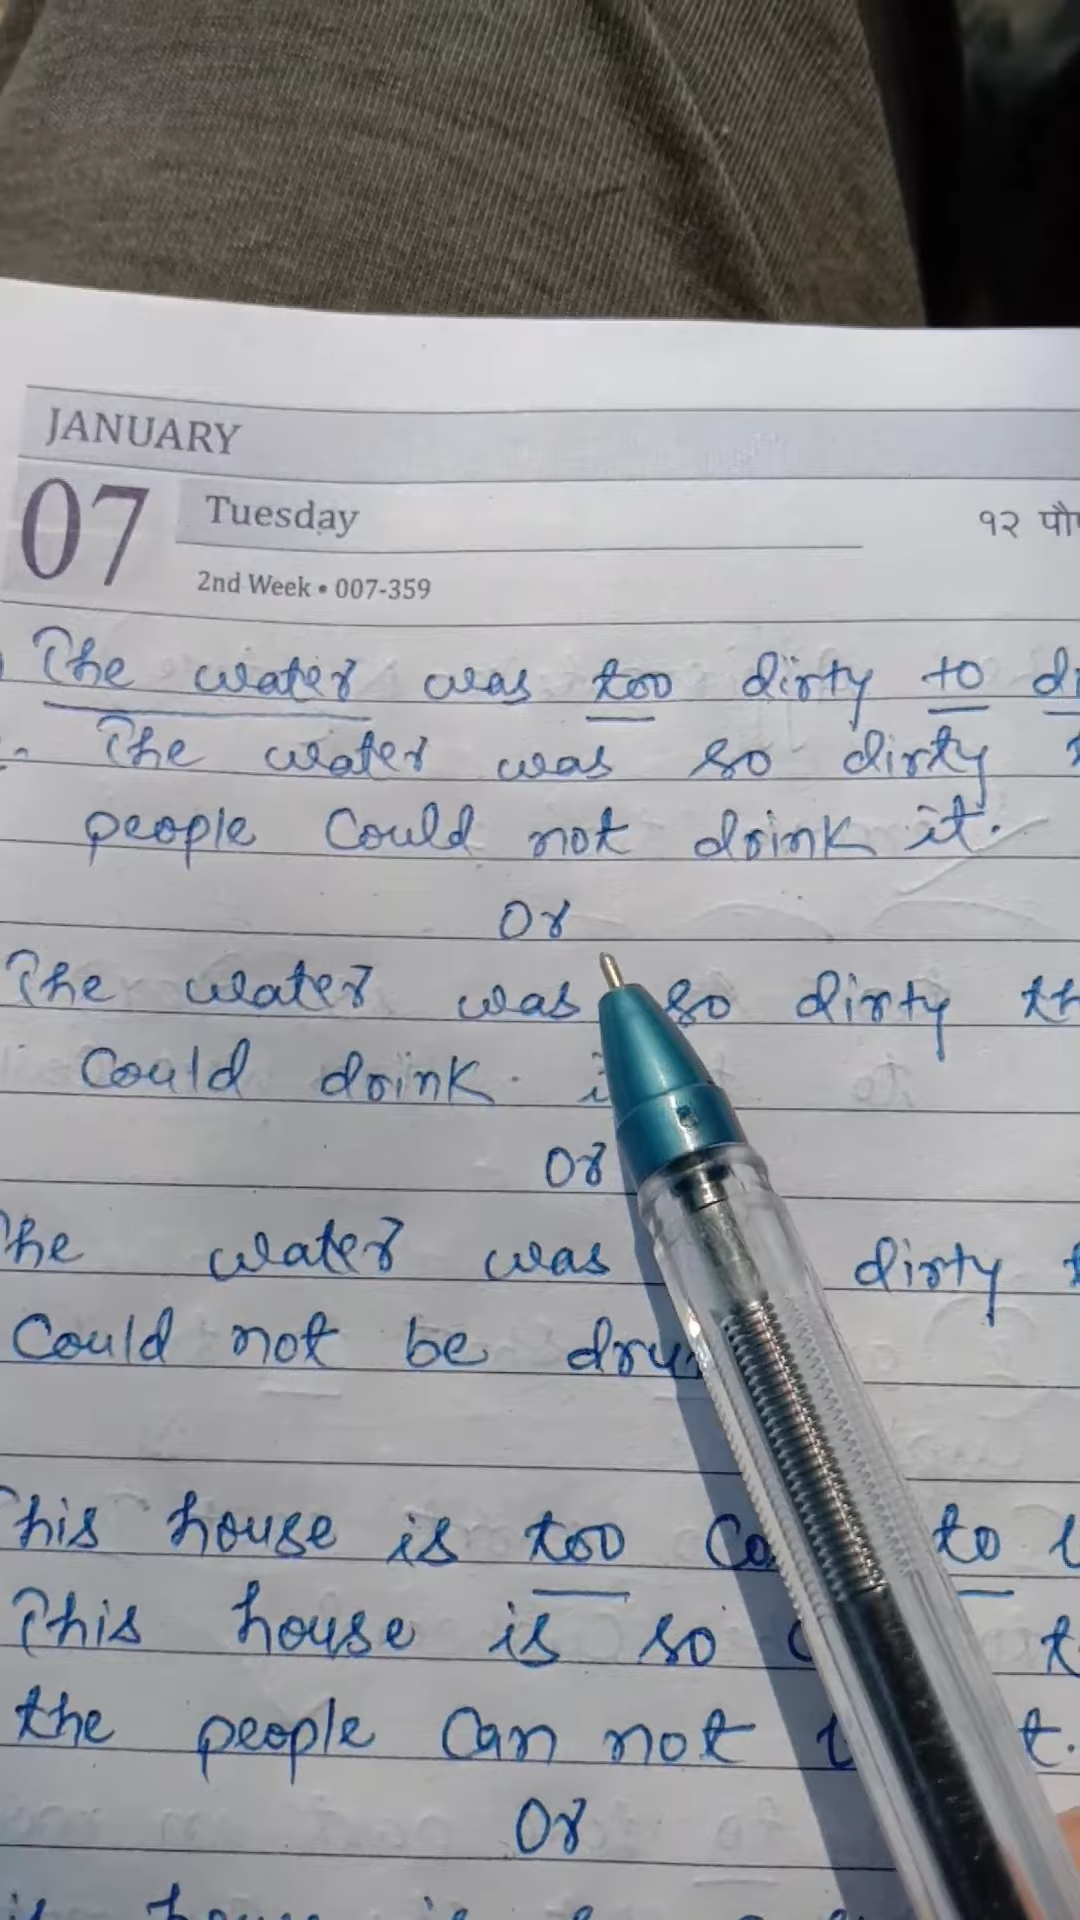 JANUARY
07
Tuesday
१२ पौ
2nd Week • 007-359
The water was too dirty to
The water was so dirty
people could not drink it.
or
The water was so dirty
could drink
or
The water was dirty
could not be
This house is too to
This house is so
the people can not
or